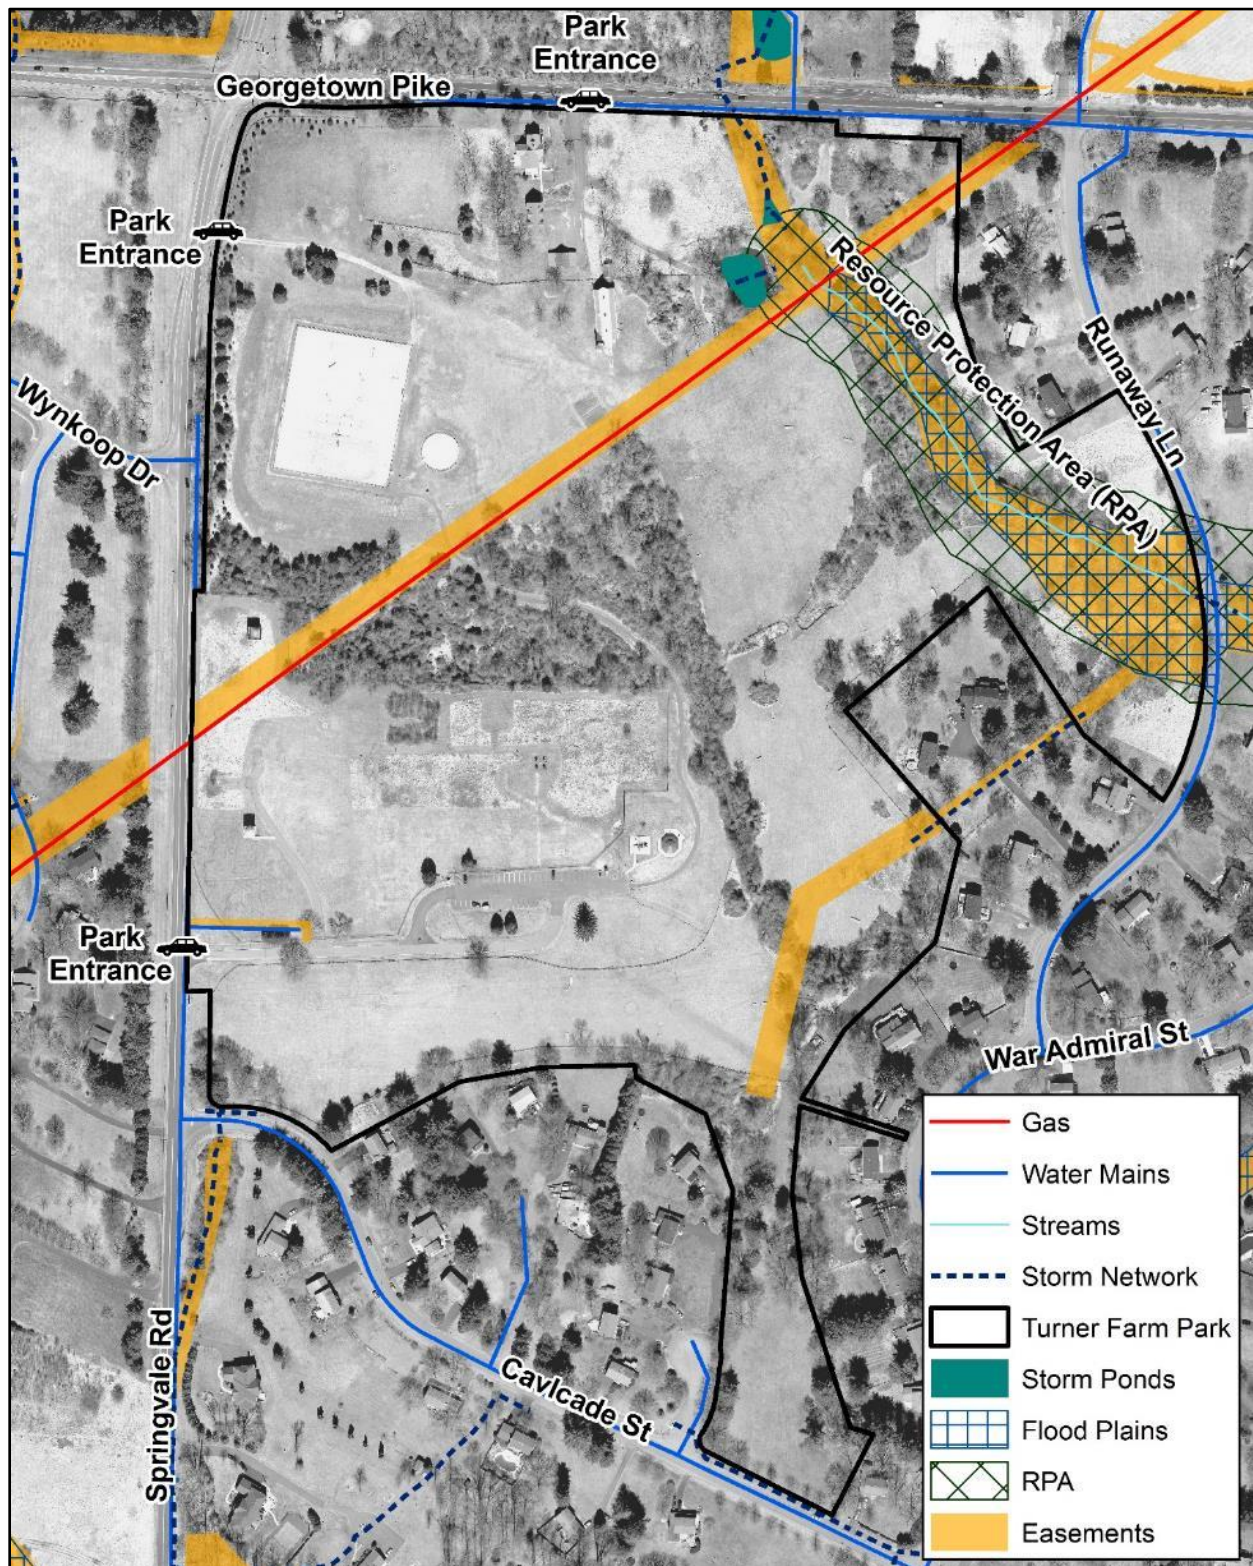 Park
Entrance
Georgetown Pike
Park
Entrance
Resource Protection Area (RPA)
Runaway Ln
Wynkoop Dr
Park
Entrance
War Admiral St
Springvale Rd
Cavlcade St
Gas
Water Mains
Streams
Storm Network
Turner Farm Park
Storm Ponds
Flood Plains
RPA
Easements